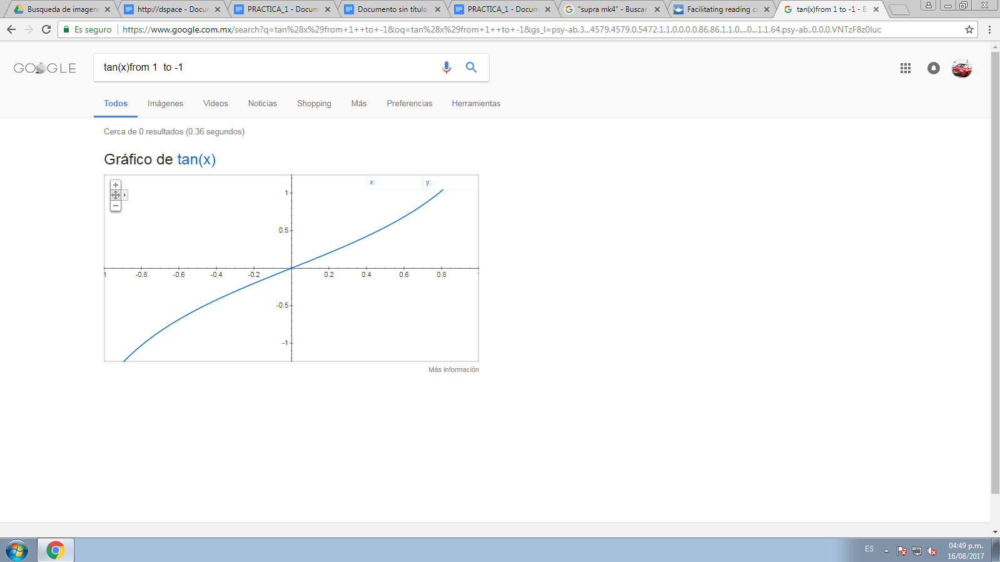 Busqueda de imagene
http://dspace - Docur
PRACTICA_1 - Docum
Documento sin título
PRACTICA_1 - Docum
"supra mk4" - Buscar
Facilitating reading co
tan(x)from 1 to -1 - B
Es seguro
https://www.google.com.mx/search?q=tan%28x%29from+1++to+-1&oq=tan%28x%29from+1++to+-1&gs_l=psy-ab.3...4579.4579.0.5472.1.1.0.0.0.0.86.86.1.1.0....0...1.1.64.psy-ab..0.0.0.VNTzF8z0Iuc
GOOGLE
tan(x)from 1  to -1
Todos Imágenes Videos Noticias Shopping Más Preferencias Herramientas
Cerca de 0 resultados (0.36 segundos)
Gráfico de tan(x)
x: y:
1
0.5
1 -0.8 -0.6 -0.4 -0.2 0.2 0.4 0.6 0.8
-0.5
-1
Más información
ES
04:49 p.m.
16/08/2017